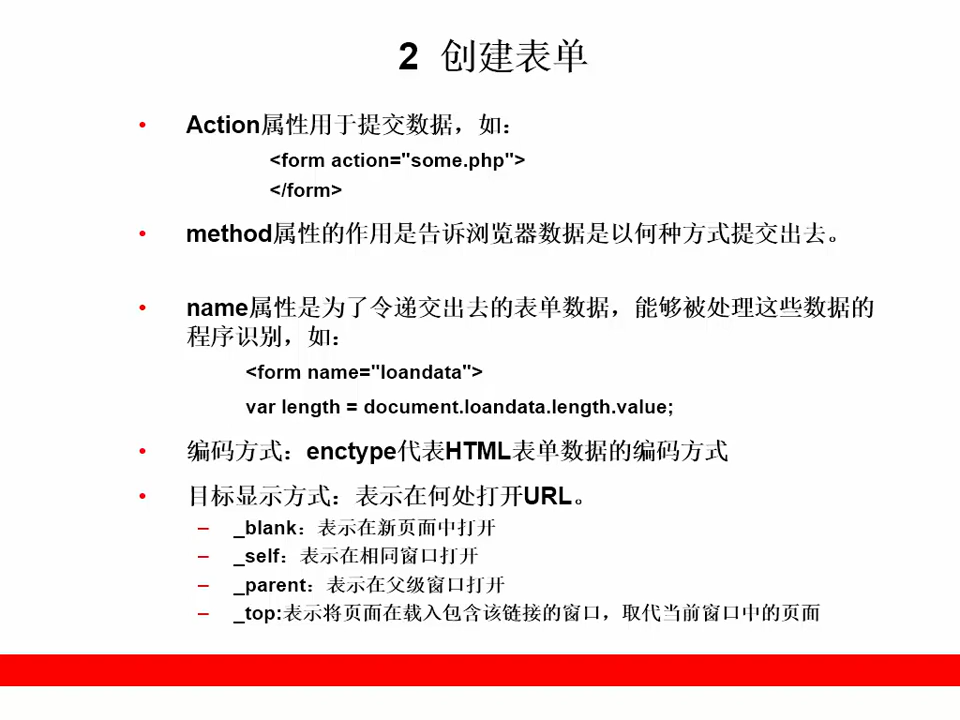 2 创建表单
• Action属性用于提交数据，如：
<form action="some.php">
</form>
• method属性的作用是告诉浏览器数据是以何种方式提交出去。
• name属性是为了令递交出去的表单数据，能够被处理这些数据的
程序识别，如：
<form name="loandata">
var length = document.loandata.length.value;
• 编码方式：enctype代表HTML表单数据的编码方式
• 目标显示方式：表示在何处打开URL。
– _blank：表示在新页面中打开
– _self：表示在相同窗口打开
– _parent：表示在父级窗口打开
– _top:表示将页面在载入包含该链接的窗口，取代当前窗口中的页面